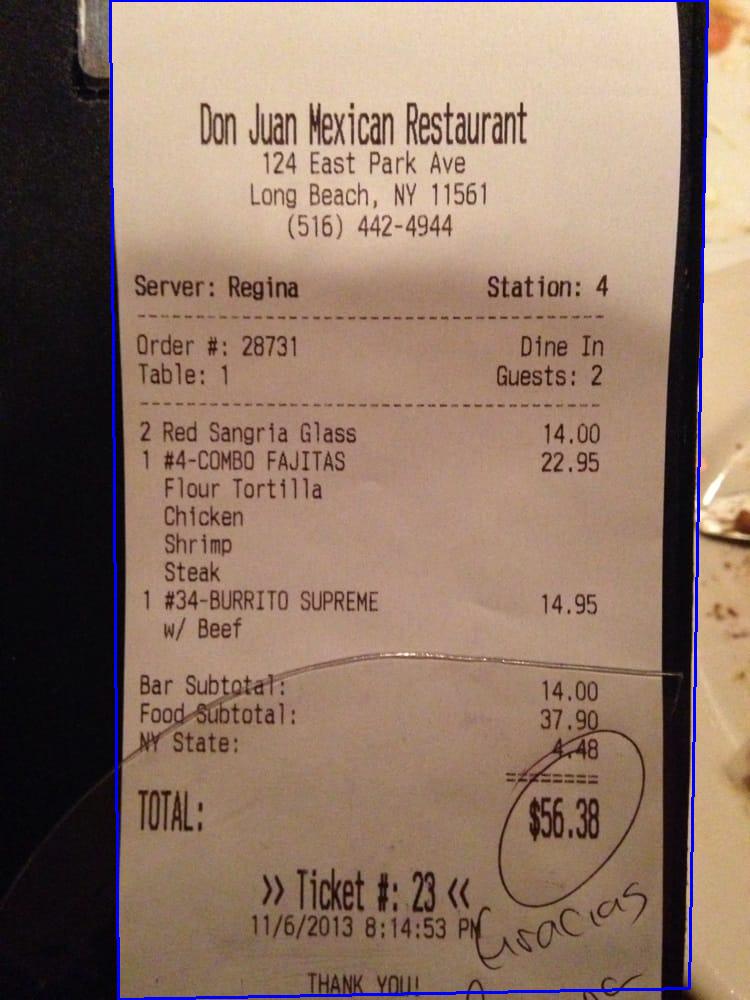 Don Juan Mexican Restaurant
124 East Park Ave
Long Beach, NY 11561
(516) 442-4944
Server: Regina Station: 4
Order #: 28731 Dine In
Table: 1 Guests: 2
2 Red Sangria Glass 14.00
1 #4-COMBO FAJITAS 22.95
Flour Tortilla
Chicken
Shrimp
Steak
1 #34-BURRITO SUPREME 14.95
w/ Beef
Bar Subtotal: 14.00
Food Subtotal: 37.90
NY State: 4.48
TOTAL: $56.38
>> Ticket #: 23 <<
11/6/2013 8:14:53 PM
Gracias
THANK YOU!